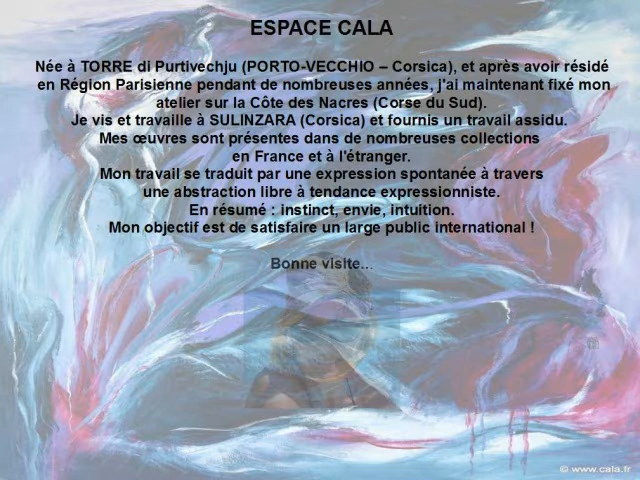 ESPACE CALA
Née à TORRE di Purtivechju (PORTO-VECCHIO – Corsica), et après avoir résidé
en Région Parisienne pendant de nombreuses années, j'ai maintenant fixé mon
atelier sur la Côte des Nacres (Corse du Sud).
Je vis et travaille à SULINZARA (Corsica) et fournis un travail assidu.
Mes œuvres sont présentes dans de nombreuses collections
en France et à l'étranger.
Mon travail se traduit par une expression spontanée à travers
une abstraction libre à tendance expressionniste.
En résumé : instinct, envie, intuition.
Mon objectif est de satisfaire un large public international !
Bonne visite...
© www.cala.fr